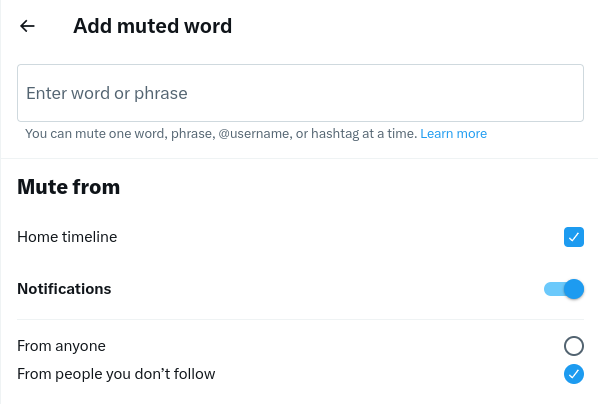 Add muted word
Enter word or phrase
You can mute one word, phrase, @username, or hashtag at a time. Learn more
Mute from
Home timeline
Notifications
From anyone
From people you don’t follow